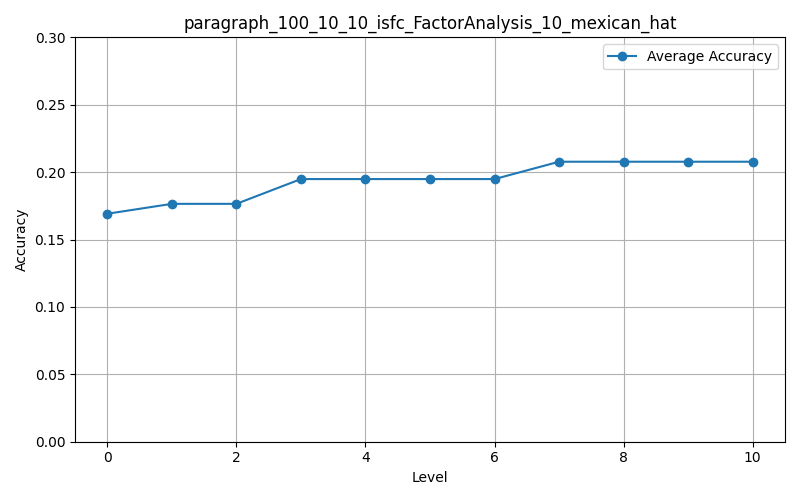 paragraph_100_10_10_isfc_FactorAnalysis_10_mexican_hat
Average Accuracy
Accuracy
0.30
0.25
0.20
0.15
0.10
0.05
0.00
0 2 4 6 8 10
Level